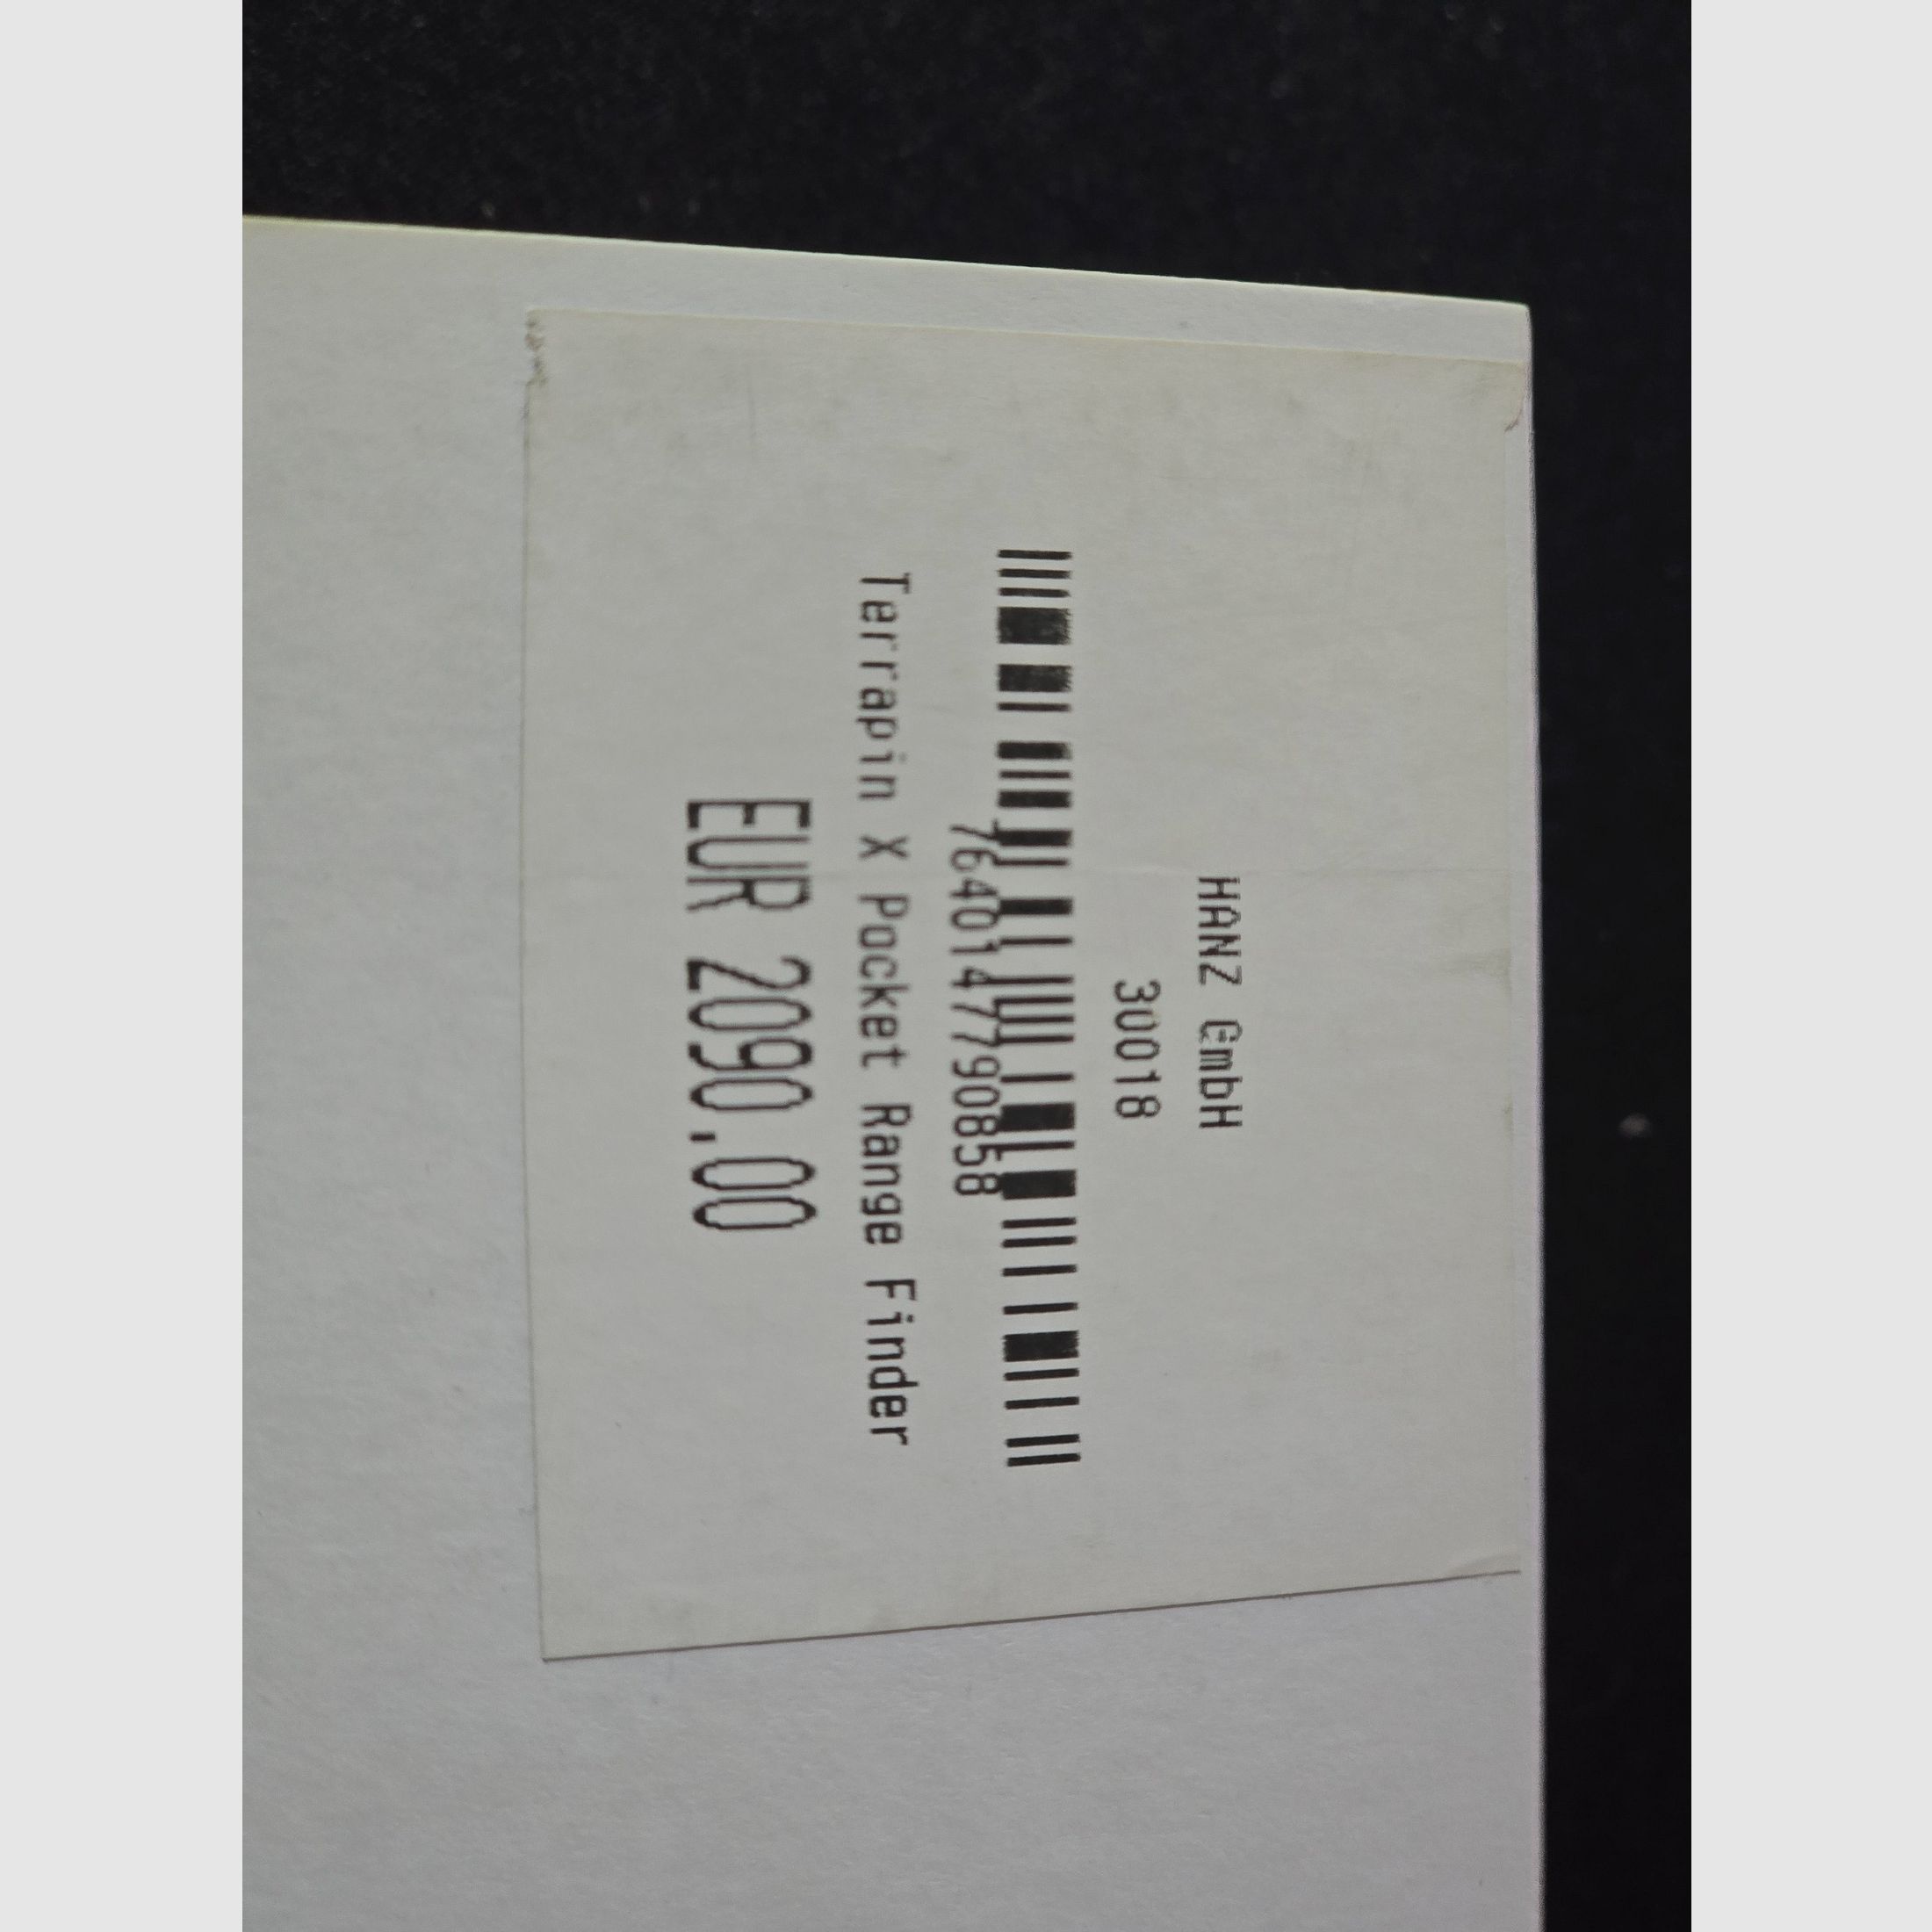 HANZ GmbH
30018
7640147790858
Terrapin X Pocket Range Finder
EUR 2090.00